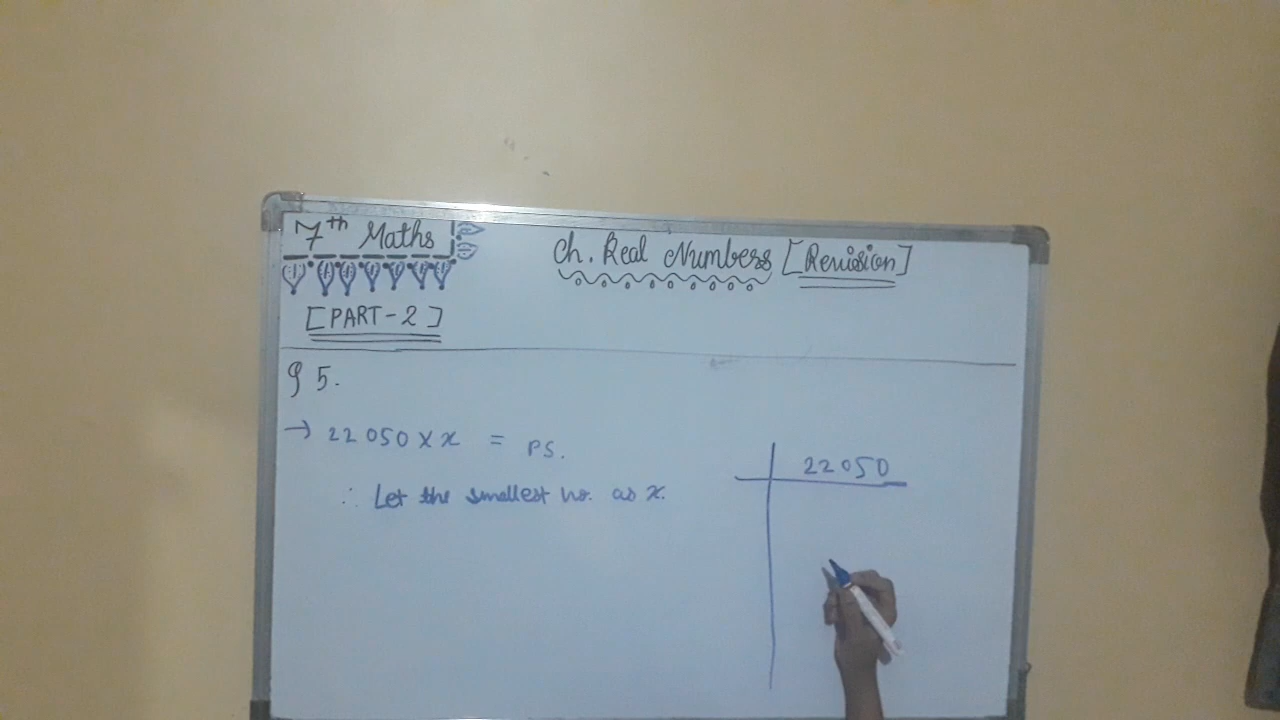 7th Maths
Ch. Real Numbers [Revision]
[PART-2]
Q 5.
→ 22050 × x = PS.
∴ Let the smallest no. as x.
22050